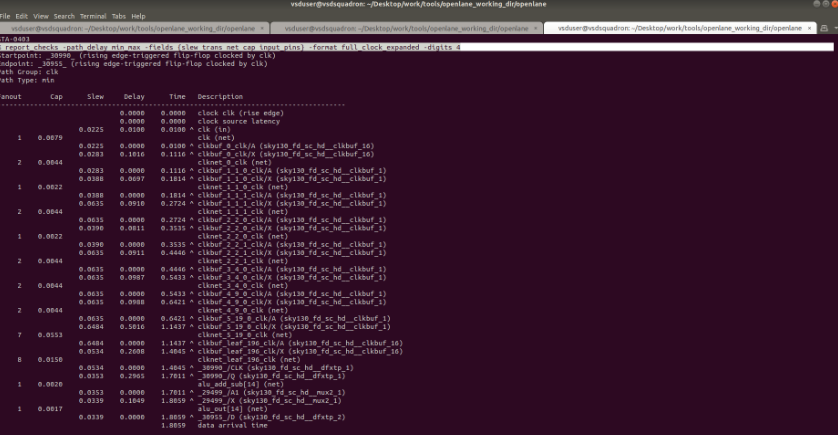 vsduser@vsdsquadron: ~/Desktop/work/tools/openlane_working_dir/openlane
File Edit View Search Terminal Tabs Help
vsduser@vsdsquadron: ~/Desktop/work/tools/openlane_working_dir/openlane × vsduser@vsdsquadron: ~/Desktop/work/tools/openlane_working_dir/openlane × vsduser@vsdsquadron: ~/Desktop/work/tools/openlane_working_dir/openlane ×
STA-0403
report_checks -path_delay min_max -fields {slew trans net cap input_pins} -format full_clock_expanded -digits 4
Startpoint: _30990_ (rising edge-triggered flip-flop clocked by clk)
Endpoint: _30955_ (rising edge-triggered flip-flop clocked by clk)
Path Group: clk
Path Type: min
Fanout Cap Slew Delay Time Description
-----------------------------------------------------------------------------
0.0000 0.0000 clock clk (rise edge)
0.0000 0.0000 clock source latency
0.0225 0.0100 0.0100 ^ clk (in)
1 0.0079 clk (net)
0.0225 0.0000 0.0100 ^ clkbuf_0_clk/A (sky130_fd_sc_hd__clkbuf_16)
0.0283 0.1016 0.1116 ^ clkbuf_0_clk/X (sky130_fd_sc_hd__clkbuf_16)
2 0.0044 clknet_0_clk (net)
0.0283 0.0000 0.1116 ^ clkbuf_1_1_0_clk/A (sky130_fd_sc_hd__clkbuf_1)
0.0388 0.0697 0.1814 ^ clkbuf_1_1_0_clk/X (sky130_fd_sc_hd__clkbuf_1)
1 0.0022 clknet_1_1_0_clk (net)
0.0388 0.0000 0.1814 ^ clkbuf_1_1_1_clk/A (sky130_fd_sc_hd__clkbuf_1)
0.0635 0.0910 0.2724 ^ clkbuf_1_1_1_clk/X (sky130_fd_sc_hd__clkbuf_1)
2 0.0044 clknet_1_1_1_clk (net)
0.0635 0.0000 0.2724 ^ clkbuf_2_2_0_clk/A (sky130_fd_sc_hd__clkbuf_1)
0.0390 0.0811 0.3535 ^ clkbuf_2_2_0_clk/X (sky130_fd_sc_hd__clkbuf_1)
1 0.0022 clknet_2_2_0_clk (net)
0.0390 0.0000 0.3535 ^ clkbuf_2_2_1_clk/A (sky130_fd_sc_hd__clkbuf_1)
0.0635 0.0911 0.4446 ^ clkbuf_2_2_1_clk/X (sky130_fd_sc_hd__clkbuf_1)
2 0.0044 clknet_2_2_1_clk (net)
0.0635 0.0000 0.4446 ^ clkbuf_3_4_0_clk/A (sky130_fd_sc_hd__clkbuf_1)
0.0635 0.0987 0.5433 ^ clkbuf_3_4_0_clk/X (sky130_fd_sc_hd__clkbuf_1)
2 0.0044 clknet_3_4_0_clk (net)
0.0635 0.0000 0.5433 ^ clkbuf_4_9_0_clk/A (sky130_fd_sc_hd__clkbuf_1)
0.0635 0.0988 0.6421 ^ clkbuf_4_9_0_clk/X (sky130_fd_sc_hd__clkbuf_1)
2 0.0044 clknet_4_9_0_clk (net)
0.0635 0.0000 0.6421 ^ clkbuf_5_19_0_clk/A (sky130_fd_sc_hd__clkbuf_1)
0.6484 0.5016 1.1437 ^ clkbuf_5_19_0_clk/X (sky130_fd_sc_hd__clkbuf_1)
7 0.0553 clknet_5_19_0_clk (net)
0.6484 0.0000 1.1437 ^ clkbuf_leaf_196_clk/A (sky130_fd_sc_hd__clkbuf_16)
0.0534 0.2608 1.4045 ^ clkbuf_leaf_196_clk/X (sky130_fd_sc_hd__clkbuf_16)
8 0.0150 clknet_leaf_196_clk (net)
0.0534 0.0000 1.4045 ^ _30990_/CLK (sky130_fd_sc_hd__dfxtp_1)
0.0353 0.2965 1.7011 ^ _30990_/Q (sky130_fd_sc_hd__dfxtp_1)
1 0.0020 alu_add_sub[14] (net)
0.0353 0.0000 1.7011 ^ _29499_/A1 (sky130_fd_sc_hd__mux2_1)
0.0339 0.1049 1.8059 ^ _29499_/X (sky130_fd_sc_hd__mux2_1)
1 0.0017 alu_out[14] (net)
0.0339 0.0000 1.8059 ^ _30955_/D (sky130_fd_sc_hd__dfxtp_2)
1.8059 data arrival time